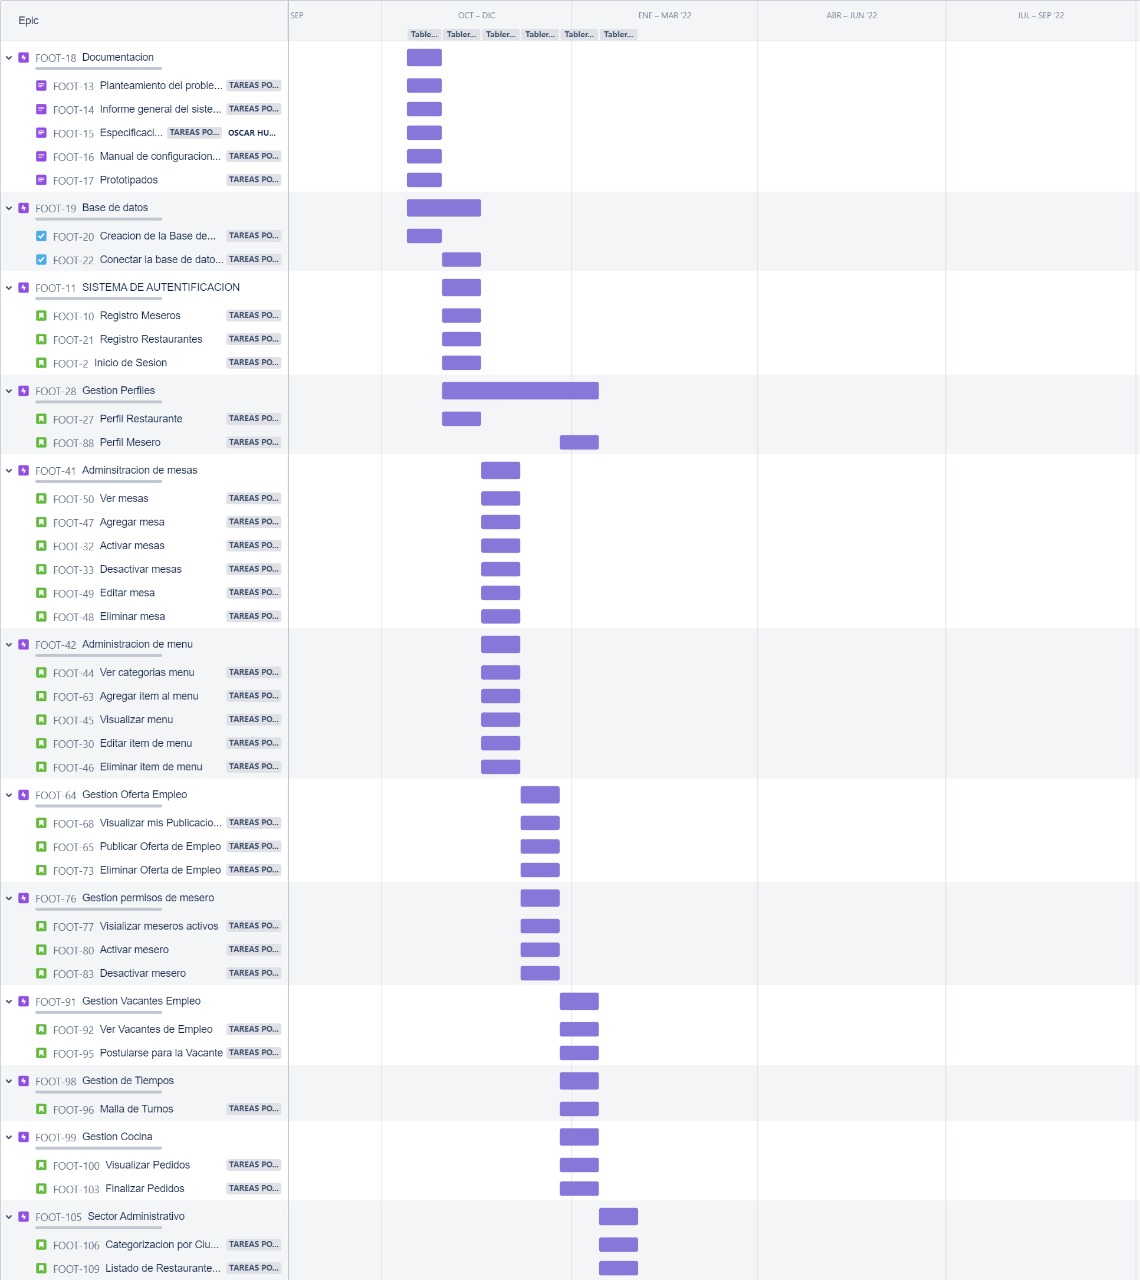 SEP OCT – DIC ENE – MAR '22 ABR – JUN '22 JUL – SEP '22
Epic
Table... Tabler... Tabler... Tabler... Tabler... Tabler...
FOOT-18 Documentacion
FOOT-13 Planteamiento del proble... TAREAS PO...
FOOT-14 Informe general del siste... TAREAS PO...
FOOT-15 Especificaci... TAREAS PO... OSCAR HU...
FOOT-16 Manual de configuracion... TAREAS PO...
FOOT-17 Prototipados TAREAS PO...
FOOT-19 Base de datos
FOOT-20 Creacion de la Base de... TAREAS PO...
FOOT-22 Conectar la base de dato... TAREAS PO...
FOOT-11 SISTEMA DE AUTENTIFICACION
FOOT-10 Registro Meseros TAREAS PO...
FOOT-21 Registro Restaurantes TAREAS PO...
FOOT-2 Inicio de Sesion TAREAS PO...
FOOT-28 Gestion Perfiles
FOOT-27 Perfil Restaurante TAREAS PO...
FOOT-88 Perfil Mesero TAREAS PO...
FOOT-41 Adminsitracion de mesas
FOOT-50 Ver mesas TAREAS PO...
FOOT-47 Agregar mesa TAREAS PO...
FOOT-32 Activar mesas TAREAS PO...
FOOT-33 Desactivar mesas TAREAS PO...
FOOT-49 Editar mesa TAREAS PO...
FOOT-48 Eliminar mesa TAREAS PO...
FOOT-42 Administracion de menu
FOOT-44 Ver categorias menu TAREAS PO...
FOOT-63 Agregar item al menu TAREAS PO...
FOOT-45 Visualizar menu TAREAS PO...
FOOT-30 Editar item de menu TAREAS PO...
FOOT-46 Eliminar item de menu TAREAS PO...
FOOT-64 Gestion Oferta Empleo
FOOT-68 Visualizar mis Publicacio... TAREAS PO...
FOOT-65 Publicar Oferta de Empleo TAREAS PO...
FOOT-73 Eliminar Oferta de Empleo TAREAS PO...
FOOT-76 Gestion permisos de mesero
FOOT-77 Visializar meseros activos TAREAS PO...
FOOT-80 Activar mesero TAREAS PO...
FOOT-83 Desactivar mesero TAREAS PO...
FOOT-91 Gestion Vacantes Empleo
FOOT-92 Ver Vacantes de Empleo TAREAS PO...
FOOT-95 Postularse para la Vacante TAREAS PO...
FOOT-98 Gestion de Tiempos
FOOT-96 Malla de Turnos TAREAS PO...
FOOT-99 Gestion Cocina
FOOT-100 Visualizar Pedidos TAREAS PO...
FOOT-103 Finalizar Pedidos TAREAS PO...
FOOT-105 Sector Administrativo
FOOT-106 Categorizacion por Ciu... TAREAS PO...
FOOT-109 Listado de Restaurante... TAREAS PO...